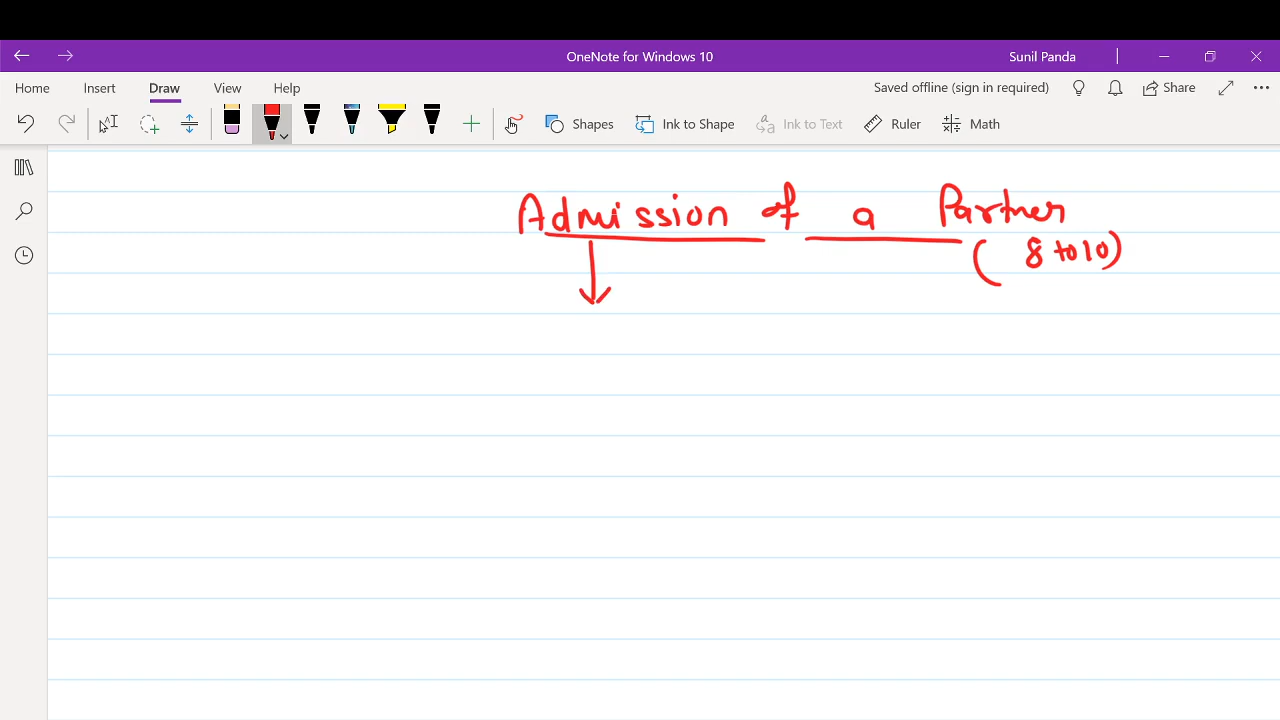 OneNote for Windows 10
Sunil Panda
Home Insert Draw View Help
Saved offline (sign in required) Share
Shapes Ink to Shape Ink to Text Ruler Math
Admission of a Partner
(8 to 10)